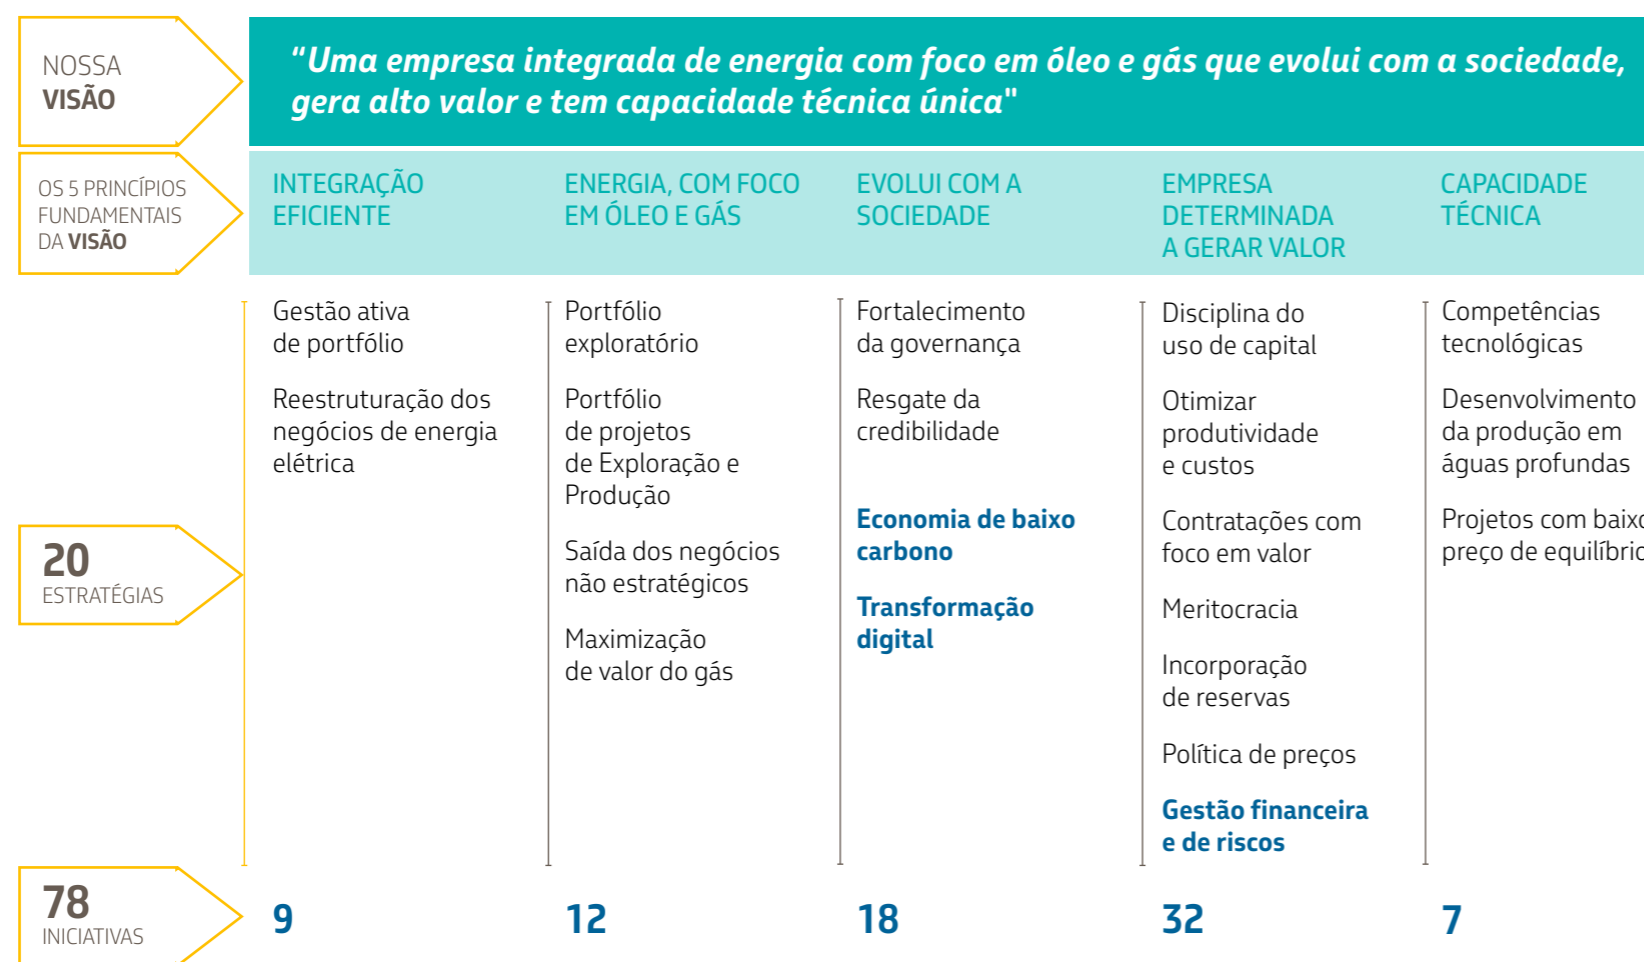 NOSSA
VISÃO
"Uma empresa integrada de energia com foco em óleo e gás que evolui com a sociedade,
gera alto valor e tem capacidade técnica única"
OS 5 PRINCÍPIOS
FUNDAMENTAIS
DA VISÃO
INTEGRAÇÃO
EFICIENTE
ENERGIA, COM FOCO
EM ÓLEO E GÁS
EVOLUI COM A
SOCIEDADE
EMPRESA
DETERMINADA
A GERAR VALOR
CAPACIDADE
TÉCNICA
20
ESTRATÉGIAS
Gestão ativa
de portfólio
Reestruturação dos
negócios de energia
elétrica
Portfólio
exploratório
Portfólio
de projetos
de Exploração e
Produção
Saída dos negócios
não estratégicos
Maximização
de valor do gás
Fortalecimento
da governança
Resgate da
credibilidade
Economia de baixo
carbono
Transformação
digital
Disciplina do
uso de capital
Otimizar
produtividade
e custos
Contratações com
foco em valor
Meritocracia
Incorporação
de reservas
Política de preços
Gestão financeira
e de riscos
Competências
tecnológicas
Desenvolvimento
da produção em
águas profundas
Projetos com baixo
preço de equilíbrio
78
INICIATIVAS
9
12
18
32
7